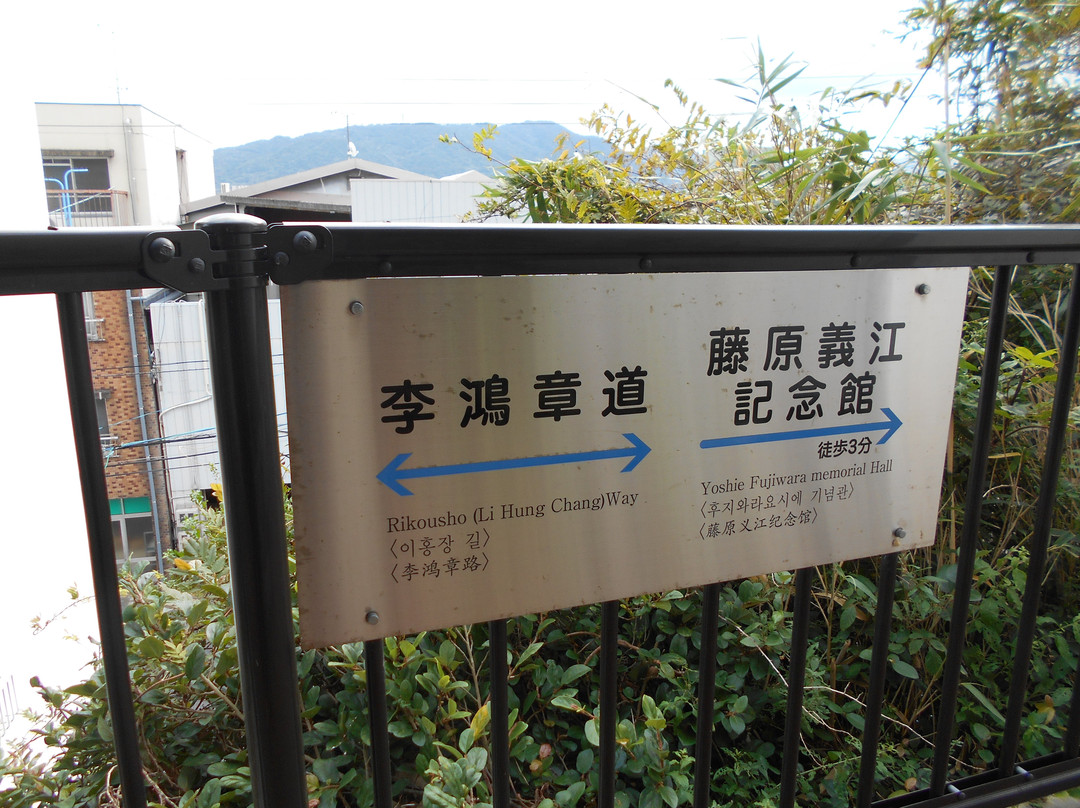 李鴻章道
Rikousho (Li Hung Chang)Way
〈이홍장 길〉
〈李鸿章路〉
藤原義江
記念館
徒歩3分
Yoshie Fujiwara memorial Hall
〈후지와라요시에 기념관〉
〈藤原义江纪念馆〉